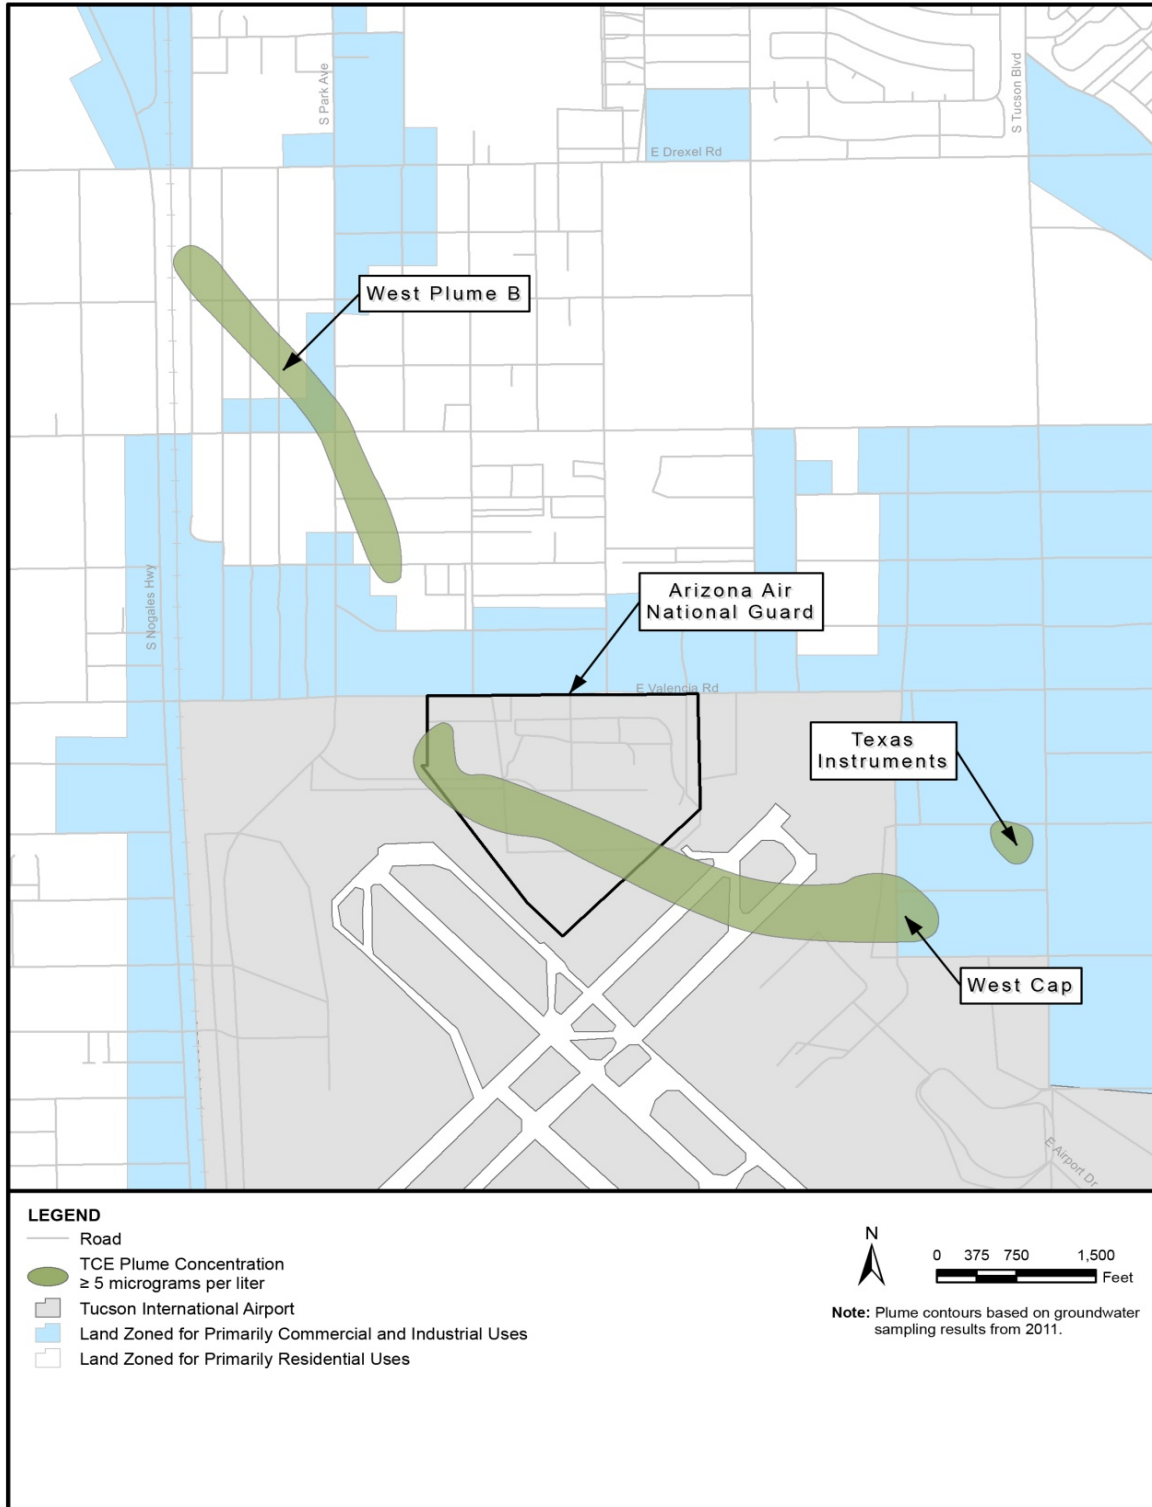 S Park Ave
S Tucson Blvd
E Drexel Rd
West Plume B
Arizona Air
National Guard
S Nogales Hwy
E Valencia Rd
Texas
Instruments
West Cap
E Airport Dr
LEGEND
Road
TCE Plume Concentration
≥ 5 micrograms per liter
Tucson International Airport
Land Zoned for Primarily Commercial and Industrial Uses
Land Zoned for Primarily Residential Uses
N
0 375 750 1,500
Feet
Note: Plume contours based on groundwater
sampling results from 2011.